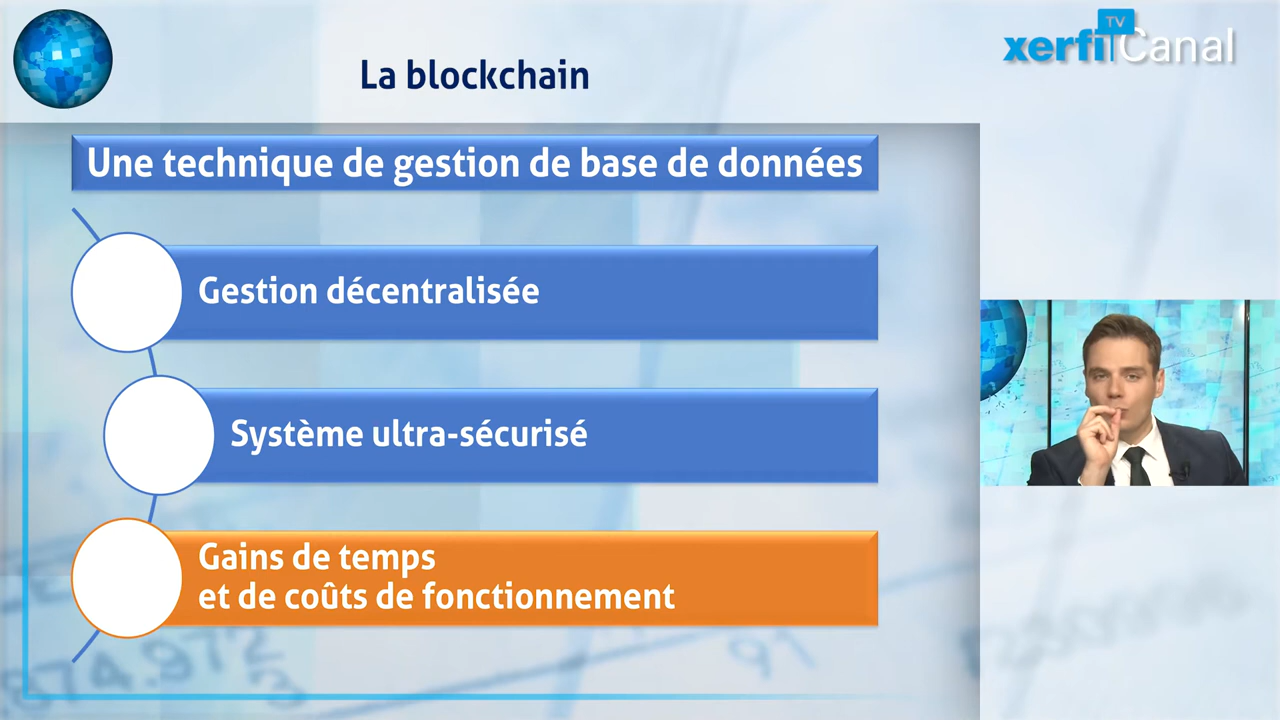 La blockchain
TV
xerfi Canal
Une technique de gestion de base de données
Gestion décentralisée
Système ultra-sécurisé
Gains de temps
et de coûts de fonctionnement